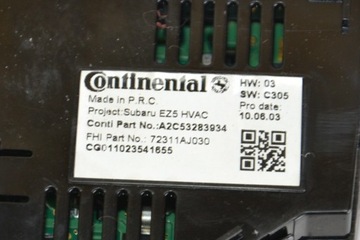 Continental
HW: 03
Made in P.R.C.
SW: C305
Project:Subaru EZ5 HVAC
Pro date:
10.06.03
Conti Part No.:A2C53283934
FHI Part No.: 72311AJ030
CG011023541655